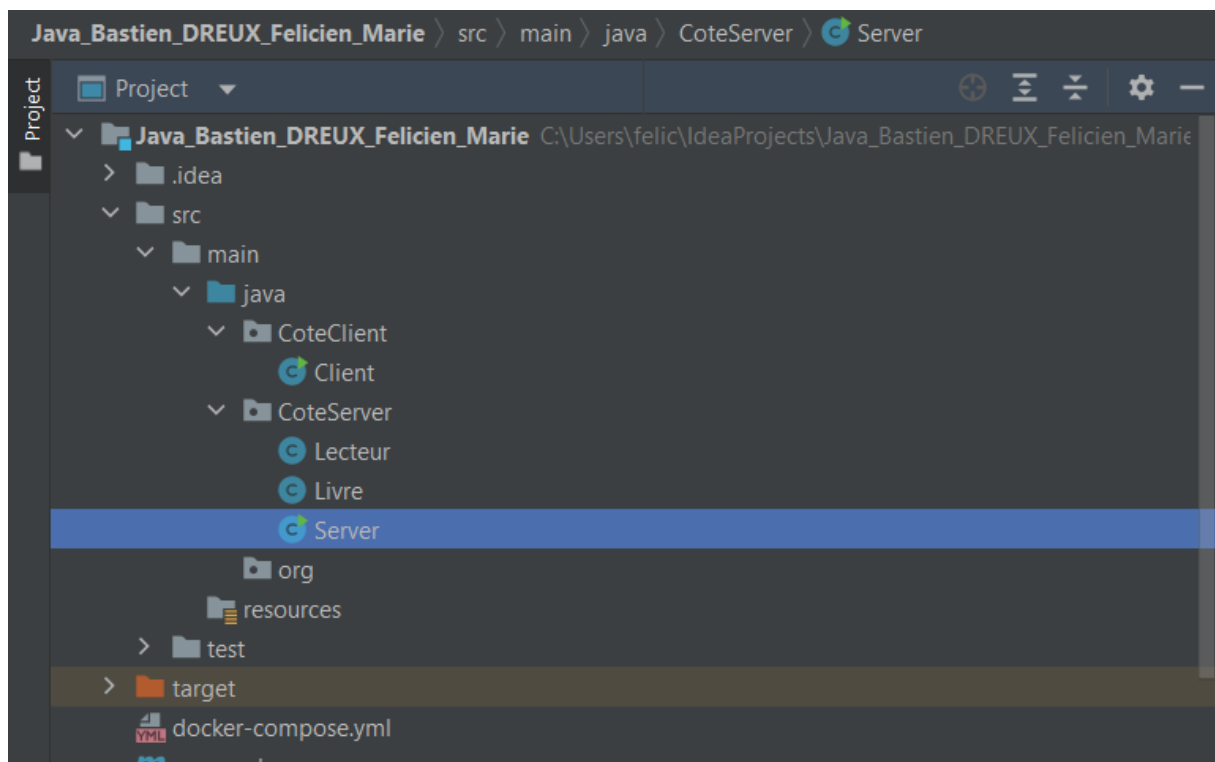 Java_Bastien_DREUX_Felicien_Marie 〉 src 〉 main 〉 java 〉 CoteServer 〉 Server
Project
Project
Java_Bastien_DREUX_Felicien_Marie C:\Users\felic\IdeaProjects\Java_Bastien_DREUX_Felicien_Marie
.idea
src
main
java
CoteClient
Client
CoteServer
Lecteur
Livre
Server
org
resources
test
target
docker-compose.yml